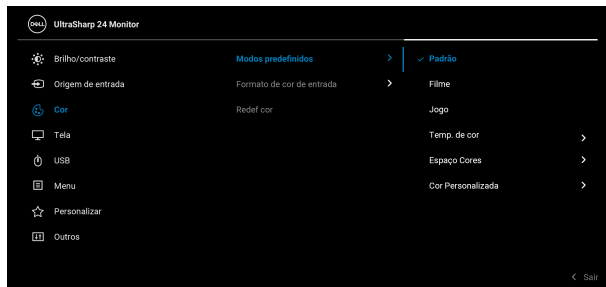 DELL UltraSharp 24 Monitor
Brilho/contraste
Origem de entrada
Cor
Tela
USB
Menu
Personalizar
Outros
Modos predefinidos
Formato de cor de entrada
Redef cor
Padrão
Filme
Jogo
Temp. de cor
Espaço Cores
Cor Personalizada
Sair